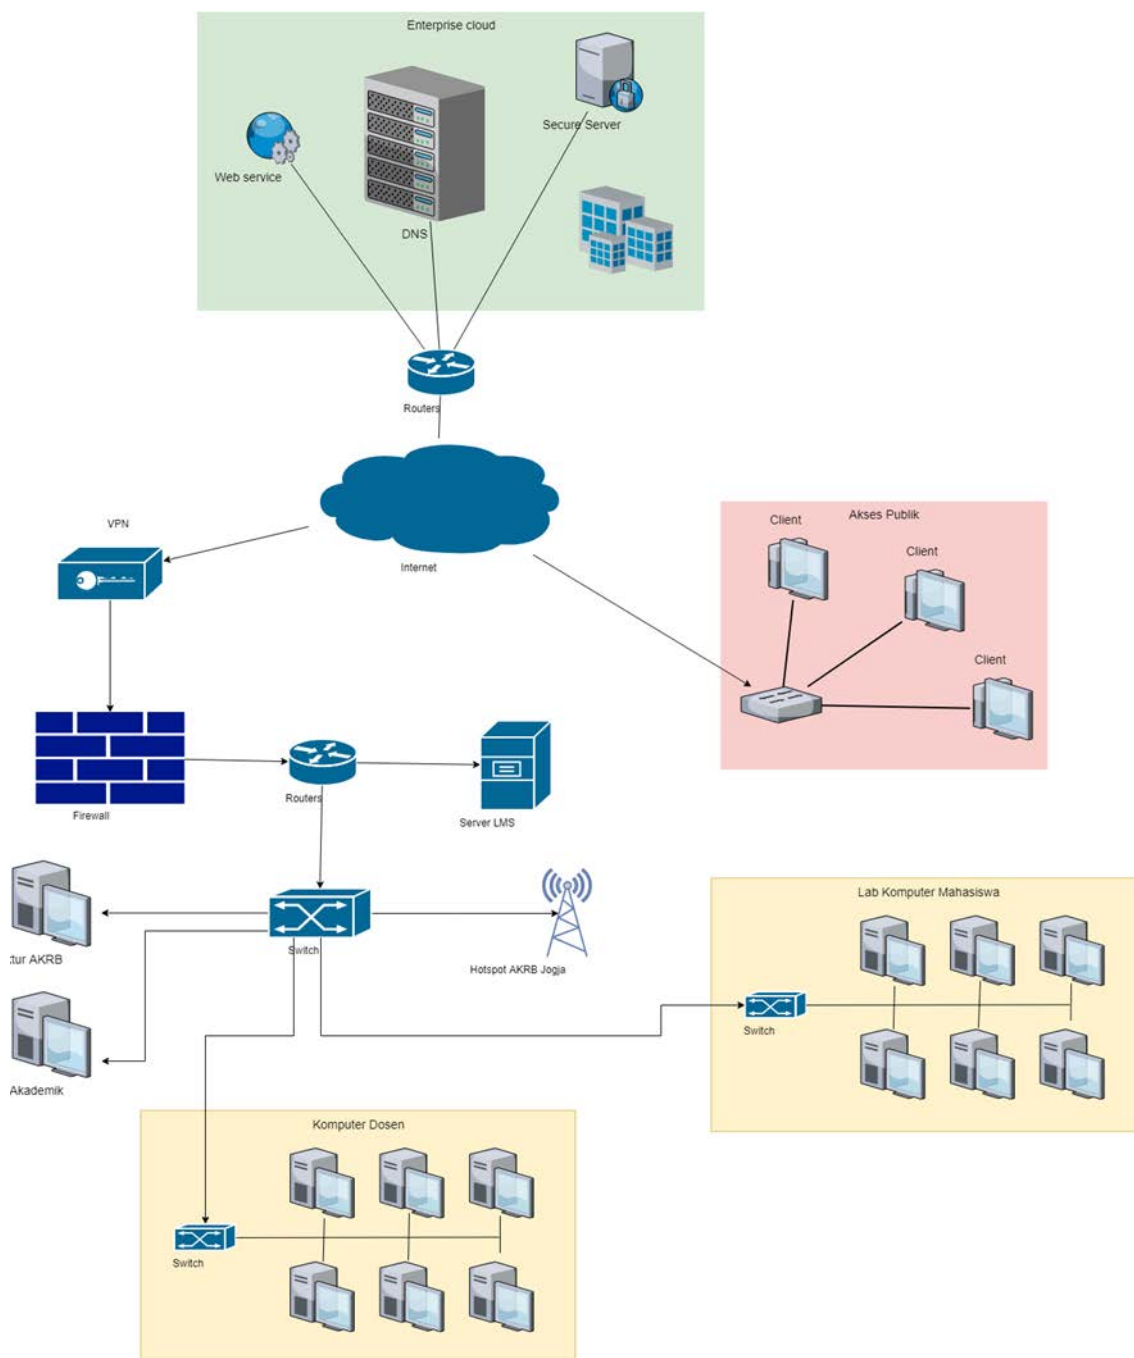 Enterprise cloud
Secure Server
Web service
DNS
Routers
VPN
Internet
Akses Publik
Client
Client
Client
Firewall
Routers
Server LMS
Switch
Hotspot AKRB Jogja
AKRB
Akademik
Lab Komputer Mahasiswa
Switch
Komputer Dosen
Switch